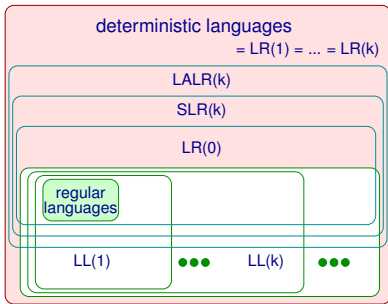 deterministic languages
= LR(1) = ... = LR(k)
LALR(k)
SLR(k)
LR(0)
regular
languages
LL(1) ●●● LL(k) ●●●